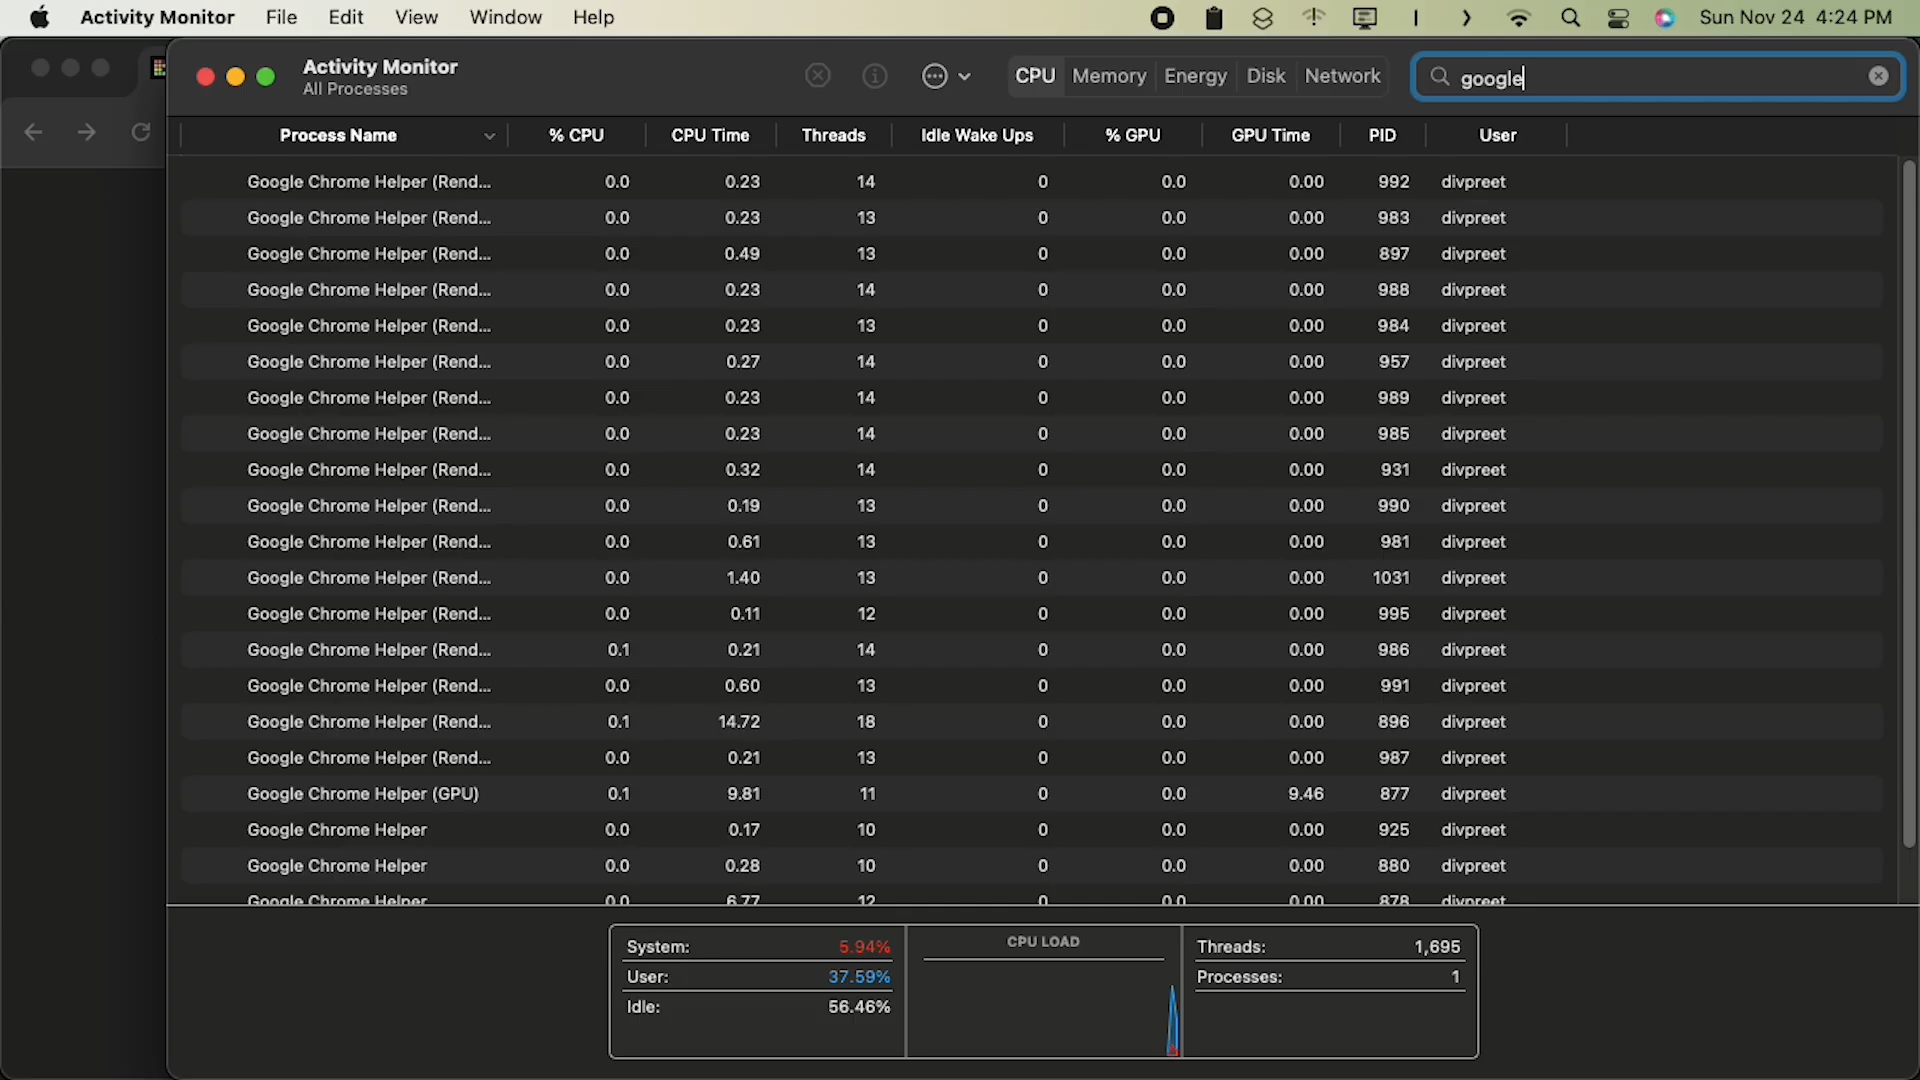 Activity Monitor File Edit View Window Help Sun Nov 24 4:24 PM
Activity Monitor
All Processes
CPU Memory Energy Disk Network google
Process Name % CPU CPU Time Threads Idle Wake Ups % GPU GPU Time PID User
Google Chrome Helper (Rend... 0.0 0.23 14 0 0.0 0.00 992 divpreet
Google Chrome Helper (Rend... 0.0 0.23 13 0 0.0 0.00 983 divpreet
Google Chrome Helper (Rend... 0.0 0.49 13 0 0.0 0.00 897 divpreet
Google Chrome Helper (Rend... 0.0 0.23 14 0 0.0 0.00 988 divpreet
Google Chrome Helper (Rend... 0.0 0.23 13 0 0.0 0.00 984 divpreet
Google Chrome Helper (Rend... 0.0 0.27 14 0 0.0 0.00 957 divpreet
Google Chrome Helper (Rend... 0.0 0.23 14 0 0.0 0.00 989 divpreet
Google Chrome Helper (Rend... 0.0 0.23 14 0 0.0 0.00 985 divpreet
Google Chrome Helper (Rend... 0.0 0.32 14 0 0.0 0.00 931 divpreet
Google Chrome Helper (Rend... 0.0 0.19 13 0 0.0 0.00 990 divpreet
Google Chrome Helper (Rend... 0.0 0.61 13 0 0.0 0.00 981 divpreet
Google Chrome Helper (Rend... 0.0 1.40 13 0 0.0 0.00 1031 divpreet
Google Chrome Helper (Rend... 0.0 0.11 12 0 0.0 0.00 995 divpreet
Google Chrome Helper (Rend... 0.1 0.21 14 0 0.0 0.00 986 divpreet
Google Chrome Helper (Rend... 0.0 0.60 13 0 0.0 0.00 991 divpreet
Google Chrome Helper (Rend... 0.1 14.72 18 0 0.0 0.00 896 divpreet
Google Chrome Helper (Rend... 0.0 0.21 13 0 0.0 0.00 987 divpreet
Google Chrome Helper (GPU) 0.1 9.81 11 0 0.0 9.46 877 divpreet
Google Chrome Helper 0.0 0.17 10 0 0.0 0.00 925 divpreet
Google Chrome Helper 0.0 0.28 10 0 0.0 0.00 880 divpreet
Google Chrome Helper 0.0 6.77 12 0 0.0 0.00 878 divpreet
System: 5.94% CPU LOAD Threads: 1,695
User: 37.59% Processes: 1
Idle: 56.46%